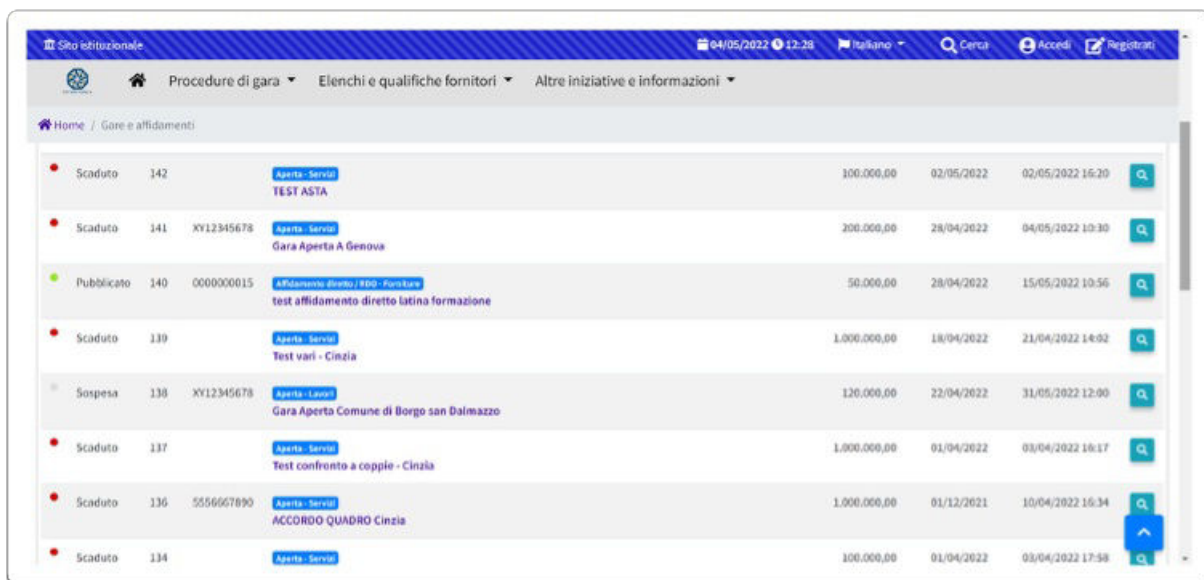 Sito istituzionale 04/05/2022 12:28 Italiano Cerca Accedi Registrati
Procedure di gara Elenchi e qualifiche fornitori Altre iniziative e informazioni
Home / Gare e affidamenti
Aperta - Servizi
Scaduto 142 100.000,00 02/05/2022 02/05/2022 16:20
TEST ASTA
Aperta - Servizi
Scaduto 141 XY12345678 200.000,00 28/04/2022 04/05/2022 10:30
Gara Aperta A Genova
Affidamento diretto / RDO - Forniture
Pubblicato 140 0000000015 50.000,00 28/04/2022 15/05/2022 10:56
test affidamento diretto latina formazione
Aperta - Servizi
Scaduto 139 1.000.000,00 18/04/2022 21/04/2022 14:02
Test vari - Cinzia
Aperta - Lavori
Sospesa 138 XY12345678 120.000,00 22/04/2022 31/05/2022 12:00
Gara Aperta Comune di Borgo san Dalmazzo
Aperta - Servizi
Scaduto 137 1.000.000,00 01/04/2022 03/04/2022 16:17
Test confronto a coppie - Cinzia
Aperta - Servizi
Scaduto 136 5556667890 1.000.000,00 01/12/2021 10/04/2022 16:34
ACCORDO QUADRO Cinzia
Scaduto 134 Aperta - Servizi 100.000,00 01/04/2022 03/04/2022 17:58